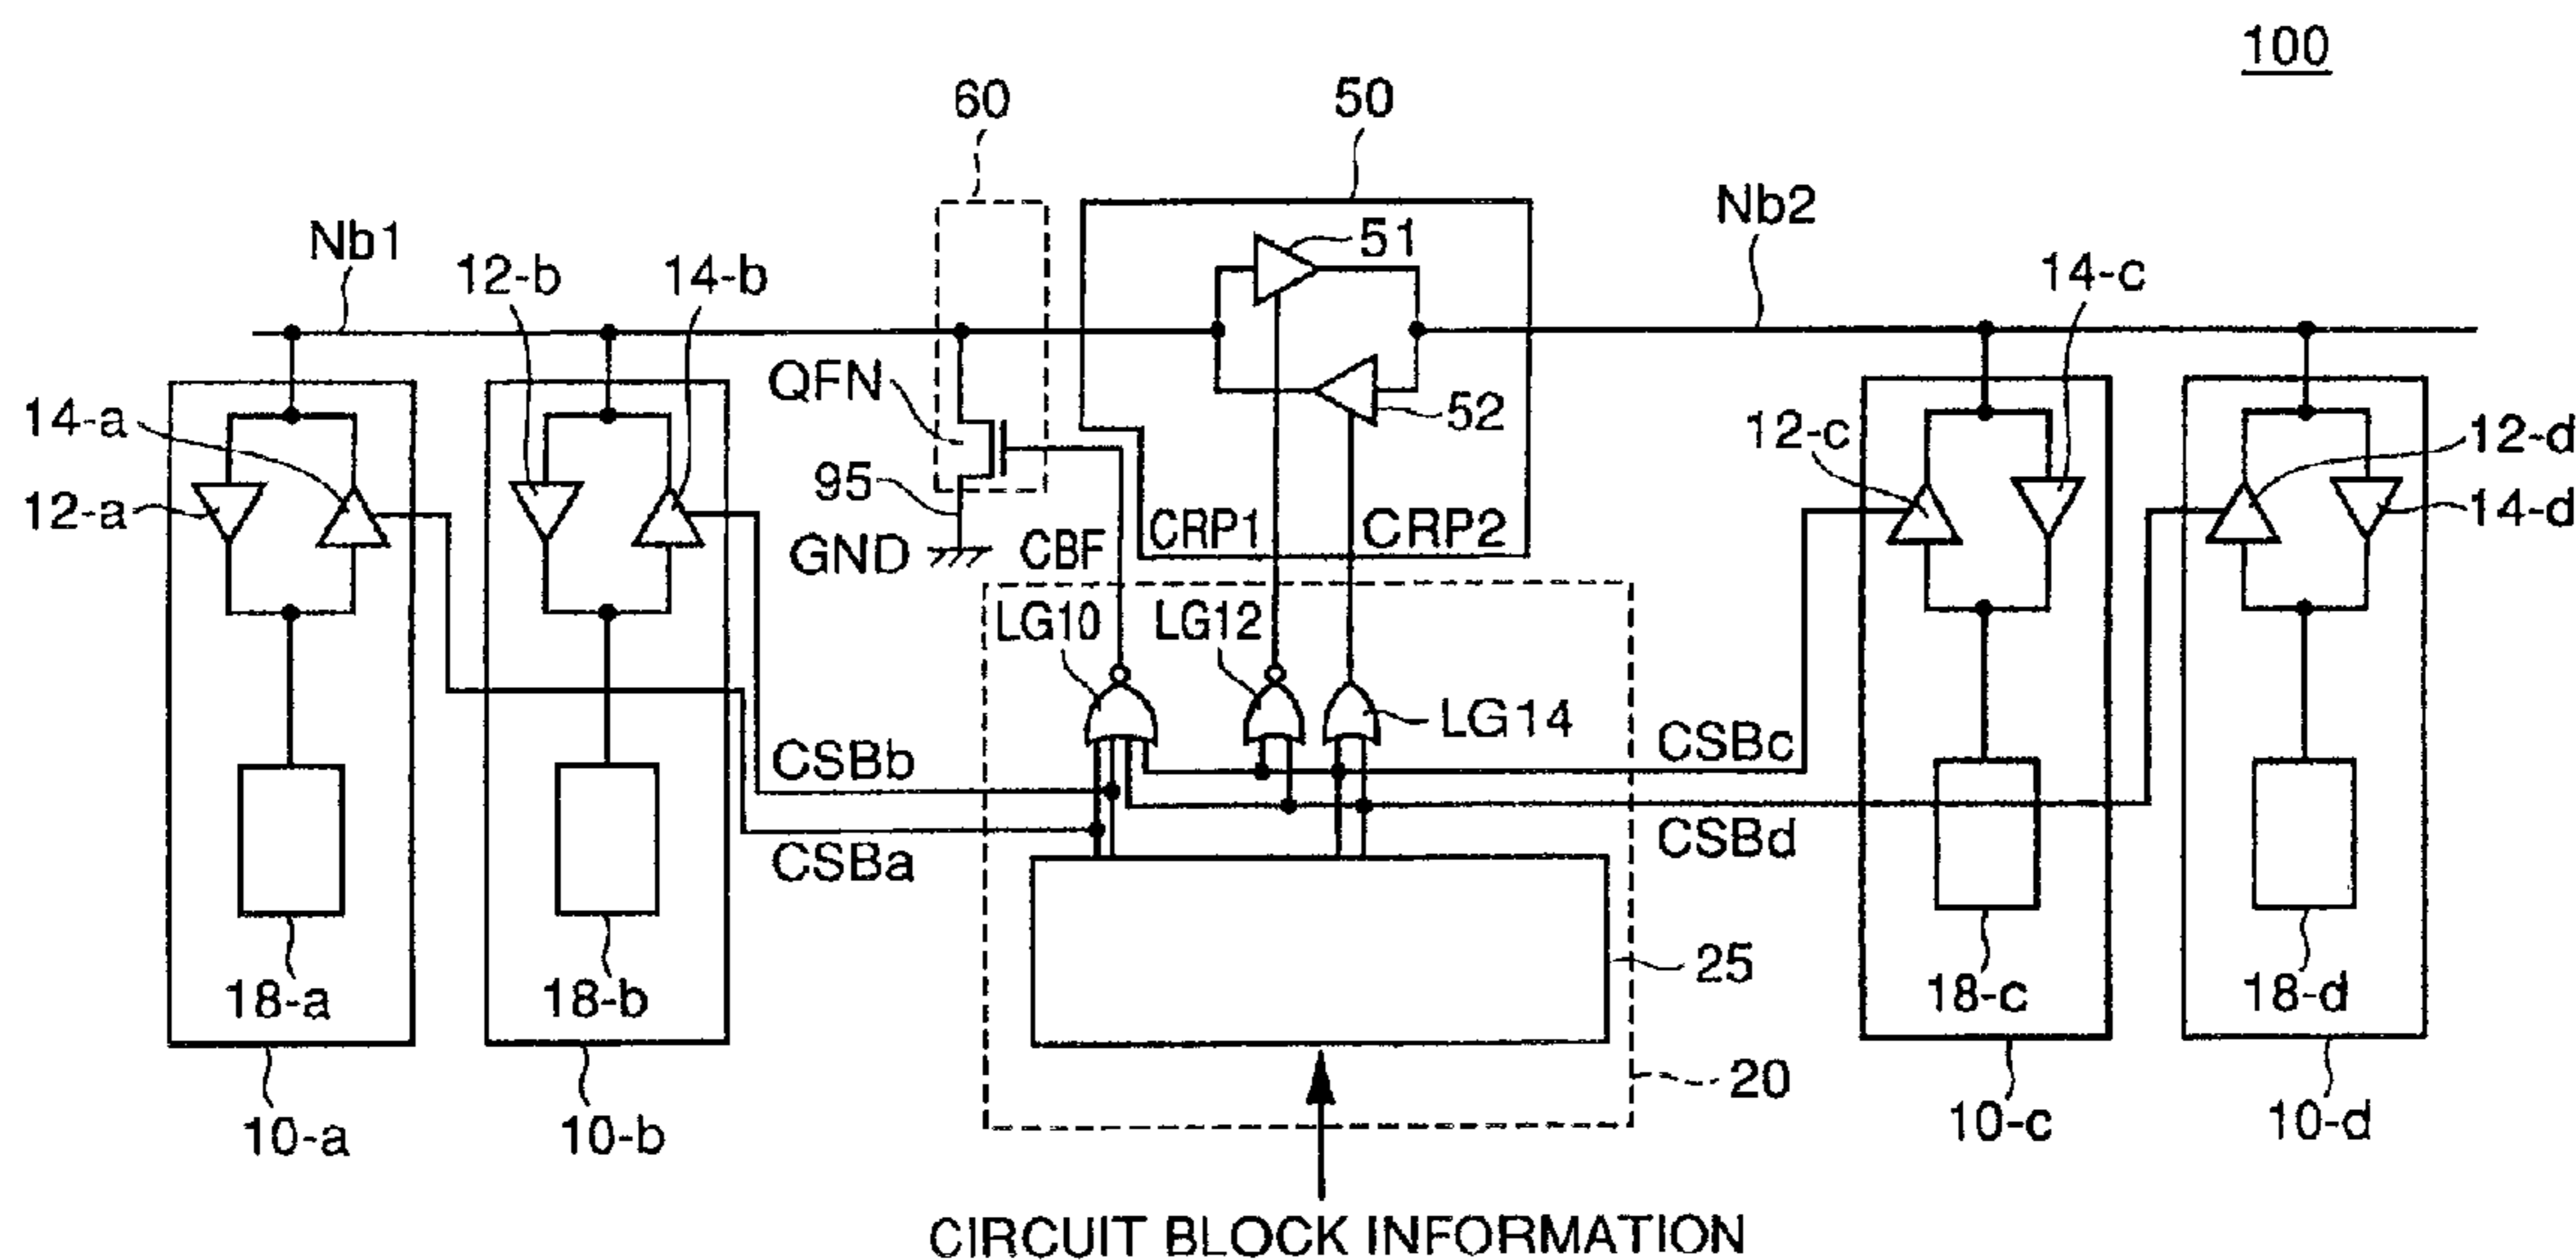 100
60
50
Nb1
12-b
14-b
51
Nb2
14-c
QFN
14-a
52
12-c
12-d
95
12-a
14-d
GND
CBF
CRP1
CRP2
LG10
LG12
LG14
CSBb
CSBc
CSBa
CSBd
25
18-a
18-b
18-c
18-d
20
10-a
10-b
10-c
10-d
CIRCUIT BLOCK INFORMATION